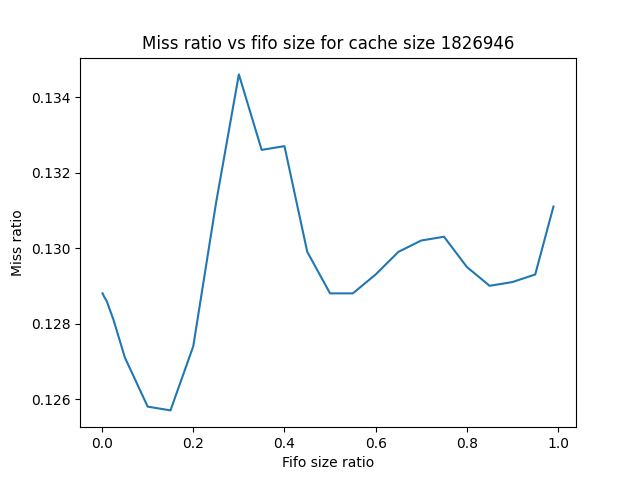 Miss ratio vs fifo size for cache size 1826946
0.134
0.132
0.130
0.128
0.126
Miss ratio
0.0 0.2 0.4 0.6 0.8 1.0
Fifo size ratio